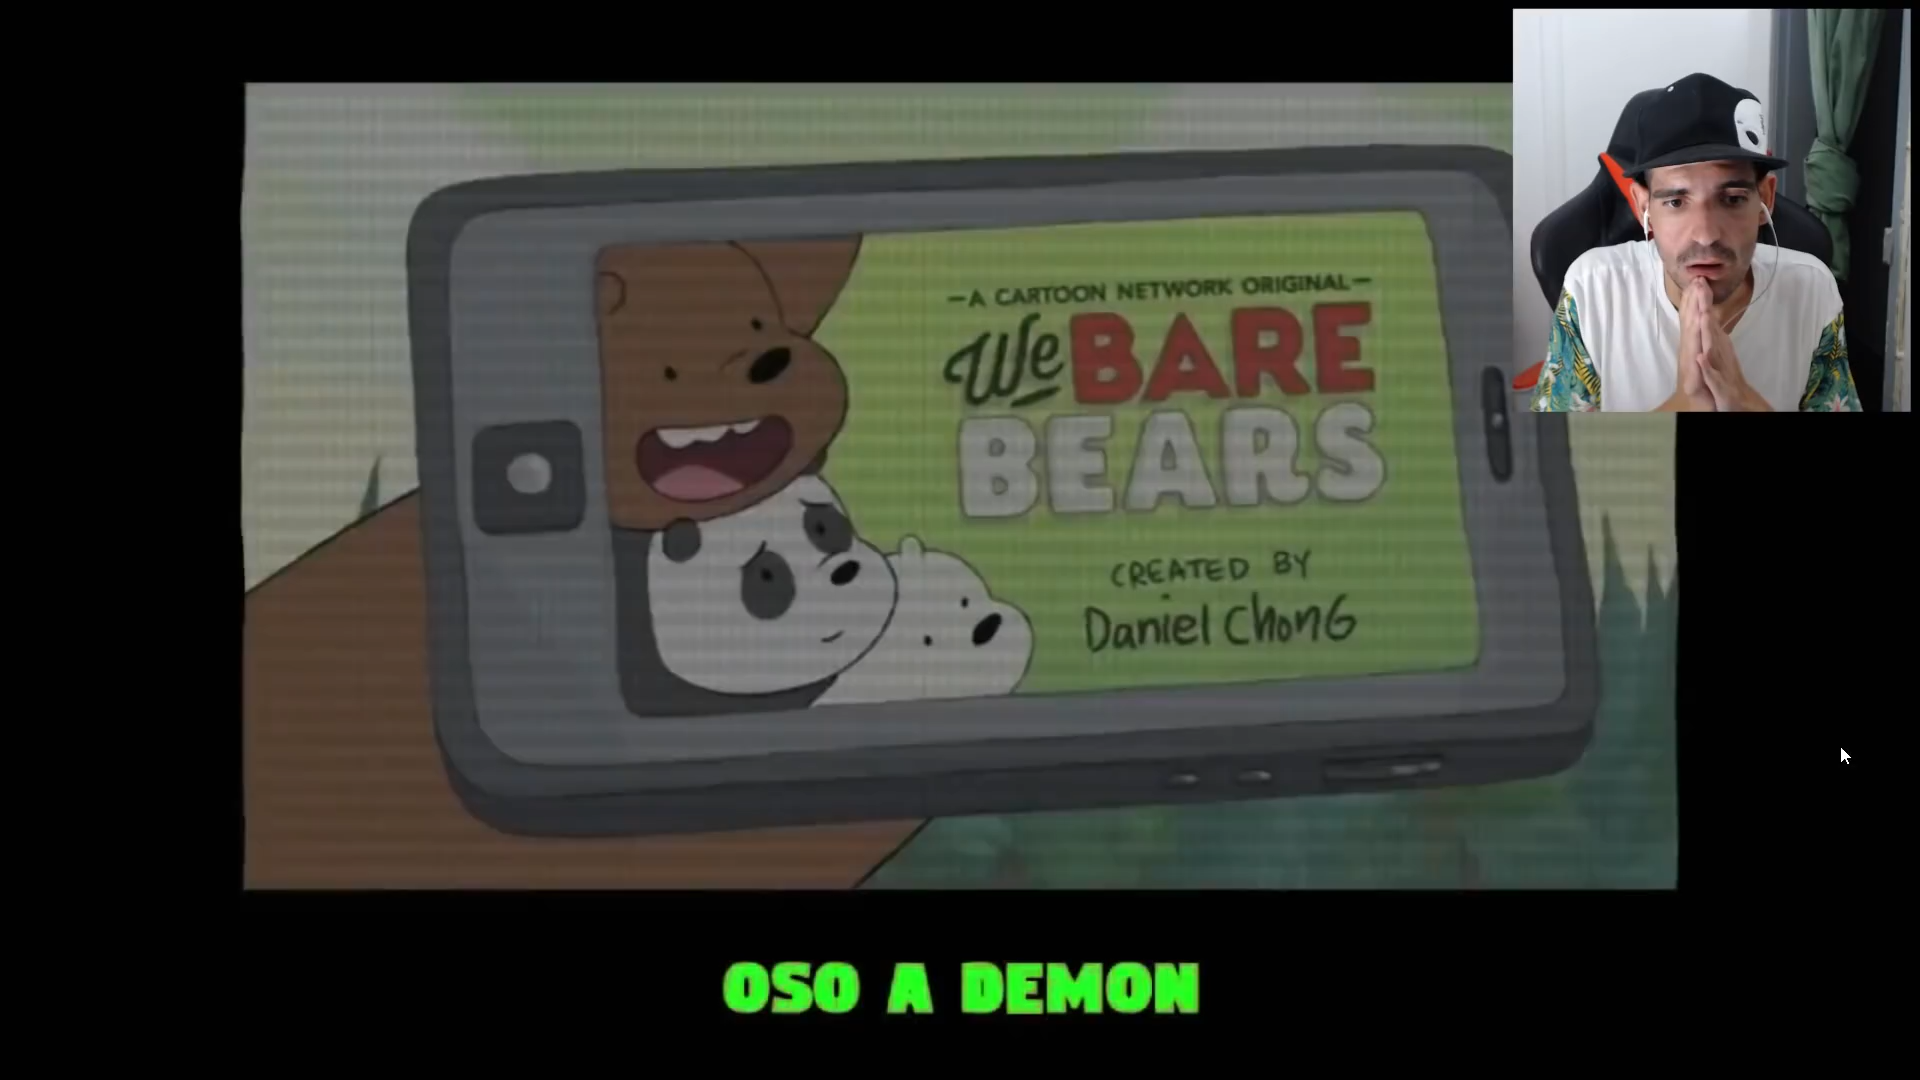 —A CARTOON NETWORK ORIGINAL—
We BARE
BEARS
CREATED BY
Daniel Chong
OSO A DEMON